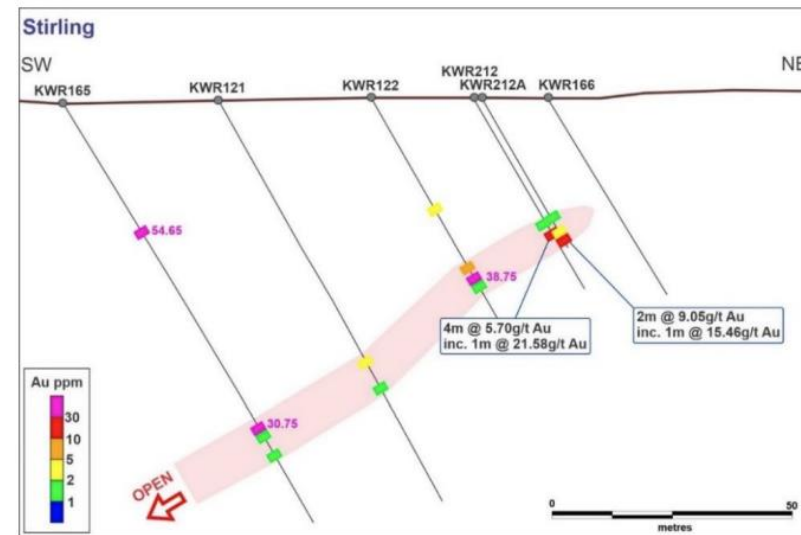 Stirling
SW
NE
KWR165
KWR121
KWR122
KWR212
KWR212A
KWR166
54.65
38.75
4m @ 5.70g/t Au
inc. 1m @ 21.58g/t Au
2m @ 9.05g/t Au
inc. 1m @ 15.46g/t Au
30.75
Au ppm
30
10
5
2
1
OPEN
0
50
metres